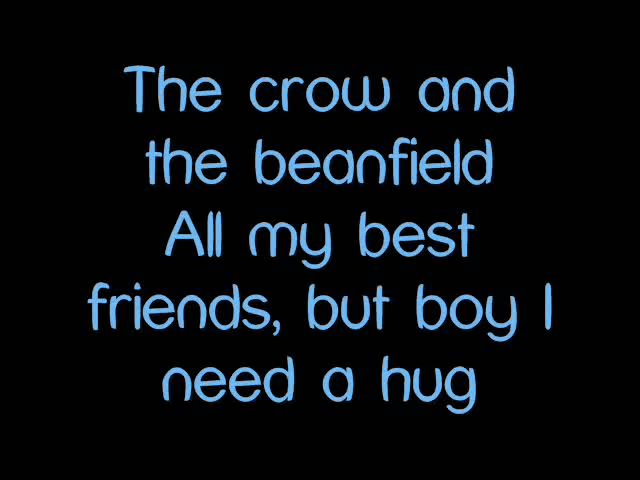 The crow and
the beanfield
All my best
friends, but boy I
need a hug